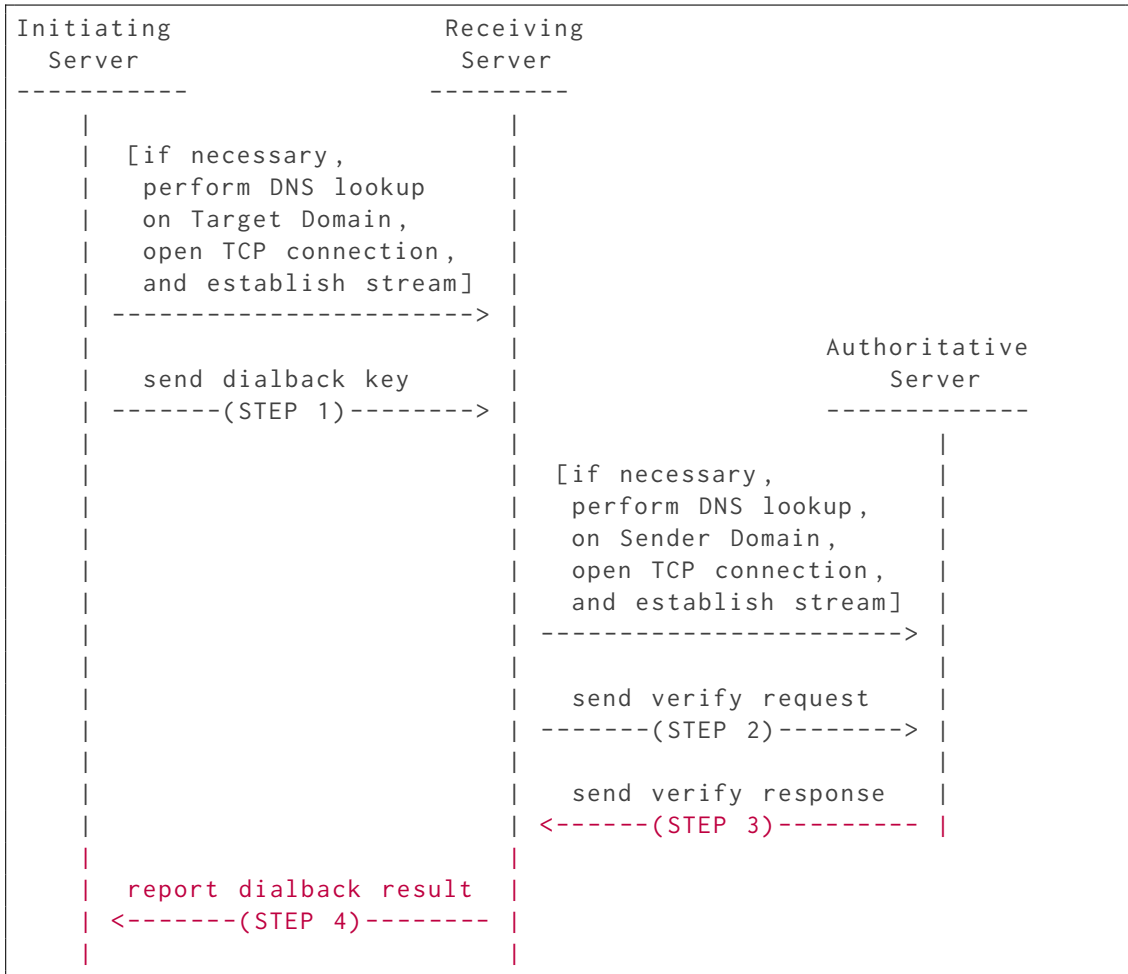 Initiating                 Receiving
  Server                    Server
-----------               ---------
    |                          |
    |  [if necessary,          |
    |   perform DNS lookup     |
    |   on Target Domain,      |
    |   open TCP connection,   |
    |   and establish stream]  |
    | -----------------------> |
    |                          |                   Authoritative
    |   send dialback key      |                       Server
    | -------(STEP 1)--------> |                   -------------
    |                          |                          |
    |                          |  [if necessary,          |
    |                          |   perform DNS lookup,    |
    |                          |   on Sender Domain,      |
    |                          |   open TCP connection,   |
    |                          |   and establish stream]  |
    |                          | -----------------------> |
    |                          |                          |
    |                          |   send verify request    |
    |                          | -------(STEP 2)--------> |
    |                          |                          |
    |                          |   send verify response   |
    |                          | <------(STEP 3)--------- |
    |                          |
    |  report dialback result  |
    | <-------(STEP 4)-------- |
    |                          |